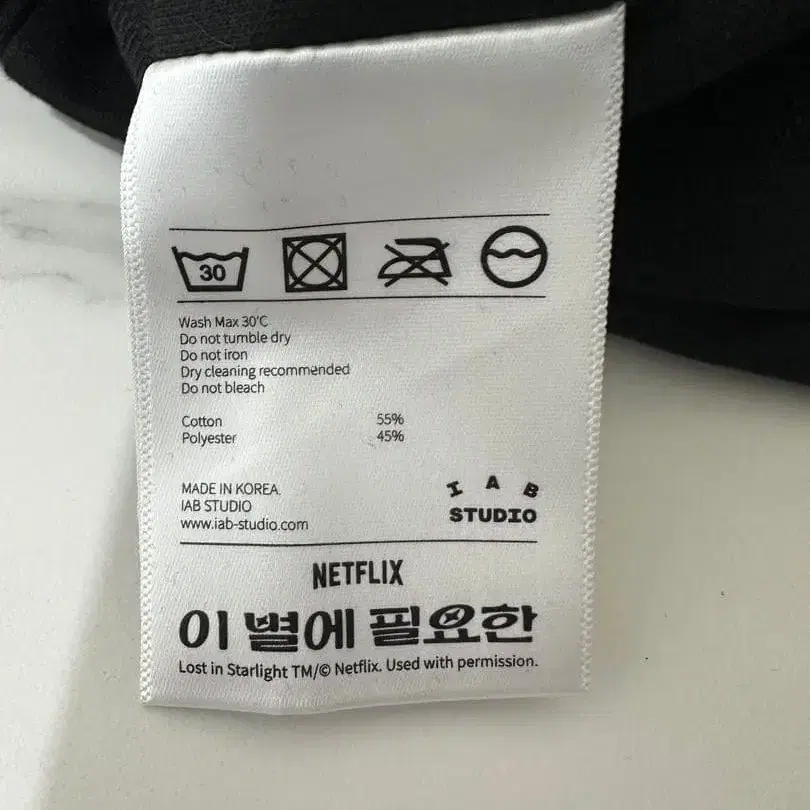 30
Wash Max 30°C
Do not tumble dry
Do not iron
Dry cleaning recommended
Do not bleach
Cotton 55%
Polyester 45%
MADE IN KOREA.
IAB STUDIO
www.iab-studio.com
IAB
STUDIO
NETFLIX
이 별에 필요한
Lost in Starlight TM/© Netflix. Used with permission.